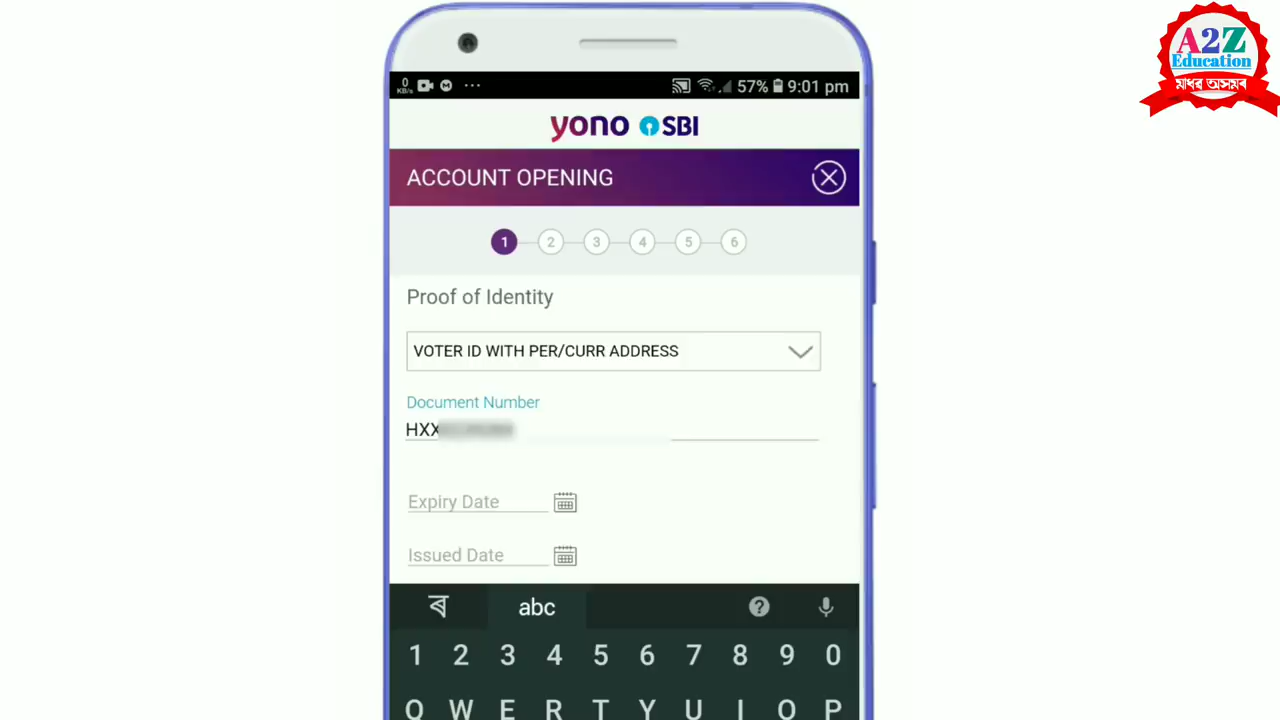 A2Z
Education
মাধৱ অসমৰ
0
KB/s
... 57% 9:01 pm
yono SBI
ACCOUNT OPENING
1 2 3 4 5 6
Proof of Identity
VOTER ID WITH PER/CURR ADDRESS
Document Number
HXX
Expiry Date
Issued Date
ব abc ?
1 2 3 4 5 6 7 8 9 0
Q W E R T Y U I O P